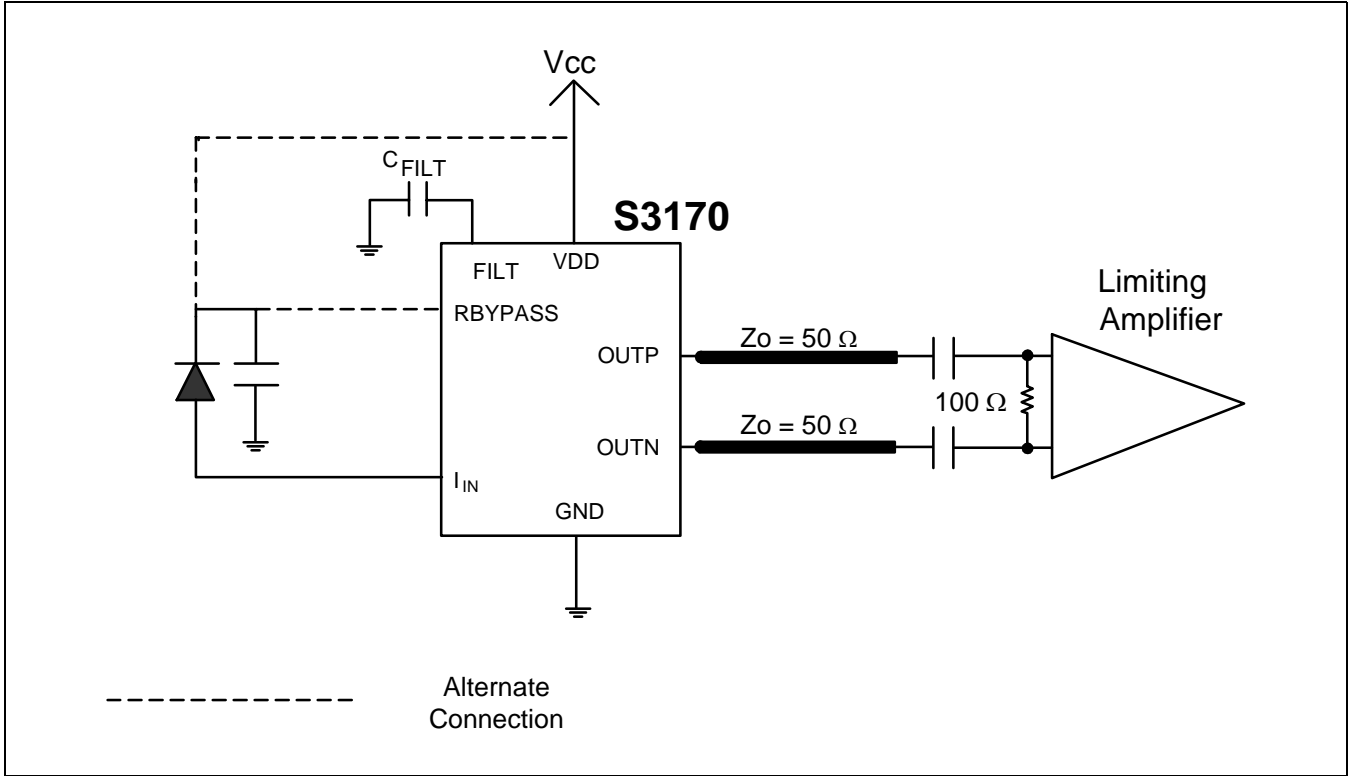 Vcc
CFILT
S3170
FILT
VDD
RBYPASS
OUTP
OUTN
IIN
GND
Zo = 50 Ω
Zo = 50 Ω
100 Ω
Limiting
Amplifier
Alternate
Connection